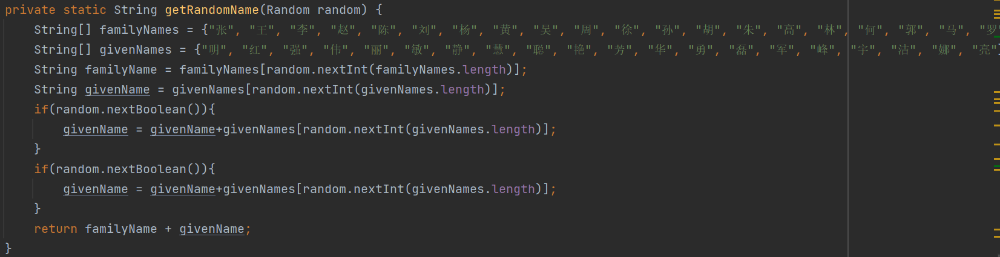 private static String getRandomName(Random random) {
String[] familyNames = {"张", "王", "李", "赵", "陈", "刘", "杨", "黄", "吴", "周", "徐", "孙", "胡", "朱", "高", "林", "何", "郭", "马", "罗"
String[] givenNames = {"明", "红", "强", "伟", "丽", "敏", "静", "慧", "聪", "艳", "芳", "华", "勇", "磊", "军", "峰", "宇", "洁", "娜", "亮"}
String familyName = familyNames[random.nextInt(familyNames.length)];
String givenName = givenNames[random.nextInt(givenNames.length)];
if(random.nextBoolean()){
givenName = givenName+givenNames[random.nextInt(givenNames.length)];
}
if(random.nextBoolean()){
givenName = givenName+givenNames[random.nextInt(givenNames.length)];
}
return familyName + givenName;
}